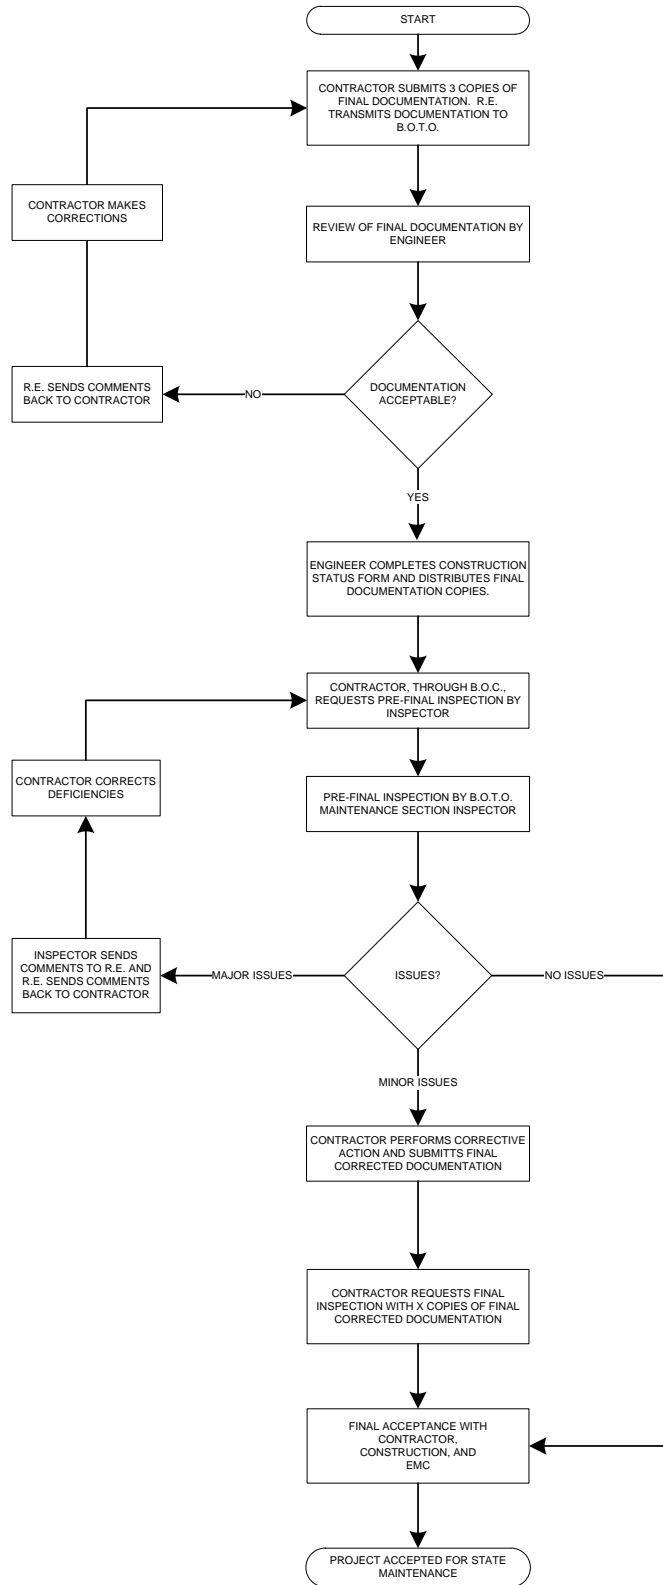 START
CONTRACTOR SUBMITS 3 COPIES OF
FINAL DOCUMENTATION. R.E.
TRANSMITS DOCUMENTATION TO
B.O.T.O.
CONTRACTOR MAKES
CORRECTIONS
REVIEW OF FINAL DOCUMENTATION BY
ENGINEER
R.E. SENDS COMMENTS
BACK TO CONTRACTOR
NO
DOCUMENTATION
ACCEPTABLE?
YES
ENGINEER COMPLETES CONSTRUCTION
STATUS FORM AND DISTRIBUTES FINAL
DOCUMENTATION COPIES.
CONTRACTOR, THROUGH B.O.C.,
REQUESTS PRE-FINAL INSPECTION BY
INSPECTOR
CONTRACTOR CORRECTS
DEFICIENCIES
PRE-FINAL INSPECTION BY B.O.T.O.
MAINTENANCE SECTION INSPECTOR
INSPECTOR SENDS
COMMENTS TO R.E. AND
R.E. SENDS COMMENTS
BACK TO CONTRACTOR
MAJOR ISSUES
ISSUES?
NO ISSUES
MINOR ISSUES
CONTRACTOR PERFORMS CORRECTIVE
ACTION AND SUBMITTS FINAL
CORRECTED DOCUMENTATION
CONTRACTOR REQUESTS FINAL
INSPECTION WITH X COPIES OF FINAL
CORRECTED DOCUMENTATION
FINAL ACCEPTANCE WITH
CONTRACTOR,
CONSTRUCTION, AND
EMC
PROJECT ACCEPTED FOR STATE
MAINTENANCE